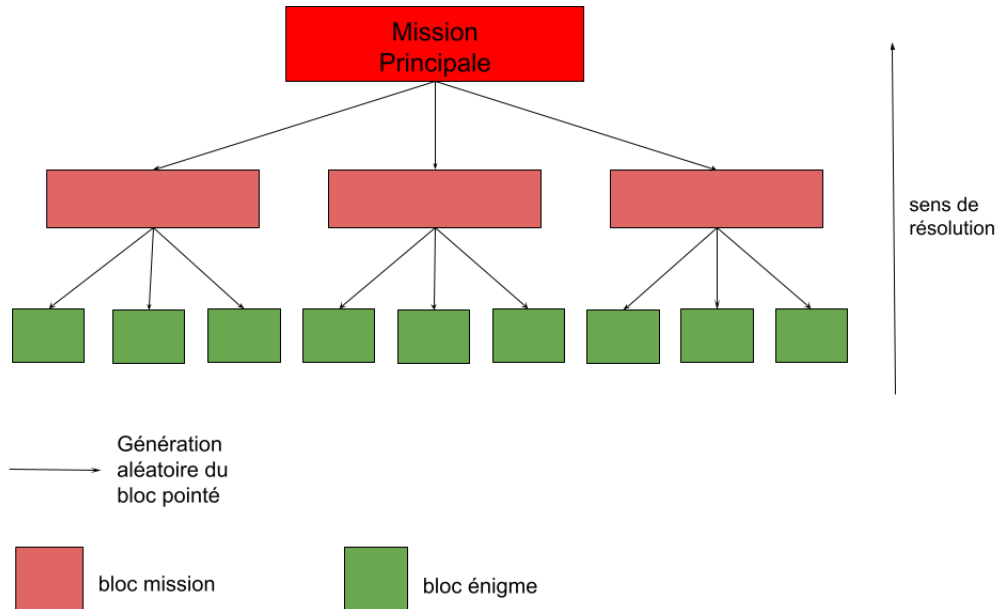 Mission
Principale
sens de
résolution
Génération
aléatoire du
bloc pointé
bloc mission
bloc énigme